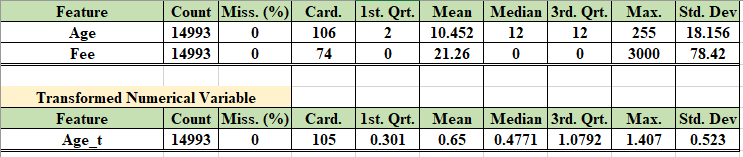 Feature Count Miss. (%) Card. 1st. Qrt. Mean Median 3rd. Qrt. Max. Std. Dev
Age 14993 0 106 2 10.452 12 12 255 18.156
Fee 14993 0 74 0 21.26 0 0 3000 78.42
Transformed Numerical Variable
Feature Count Miss. (%) Card. 1st. Qrt. Mean Median 3rd. Qrt. Max. Std. Dev
Age_t 14993 0 105 0.301 0.65 0.4771 1.0792 1.407 0.523